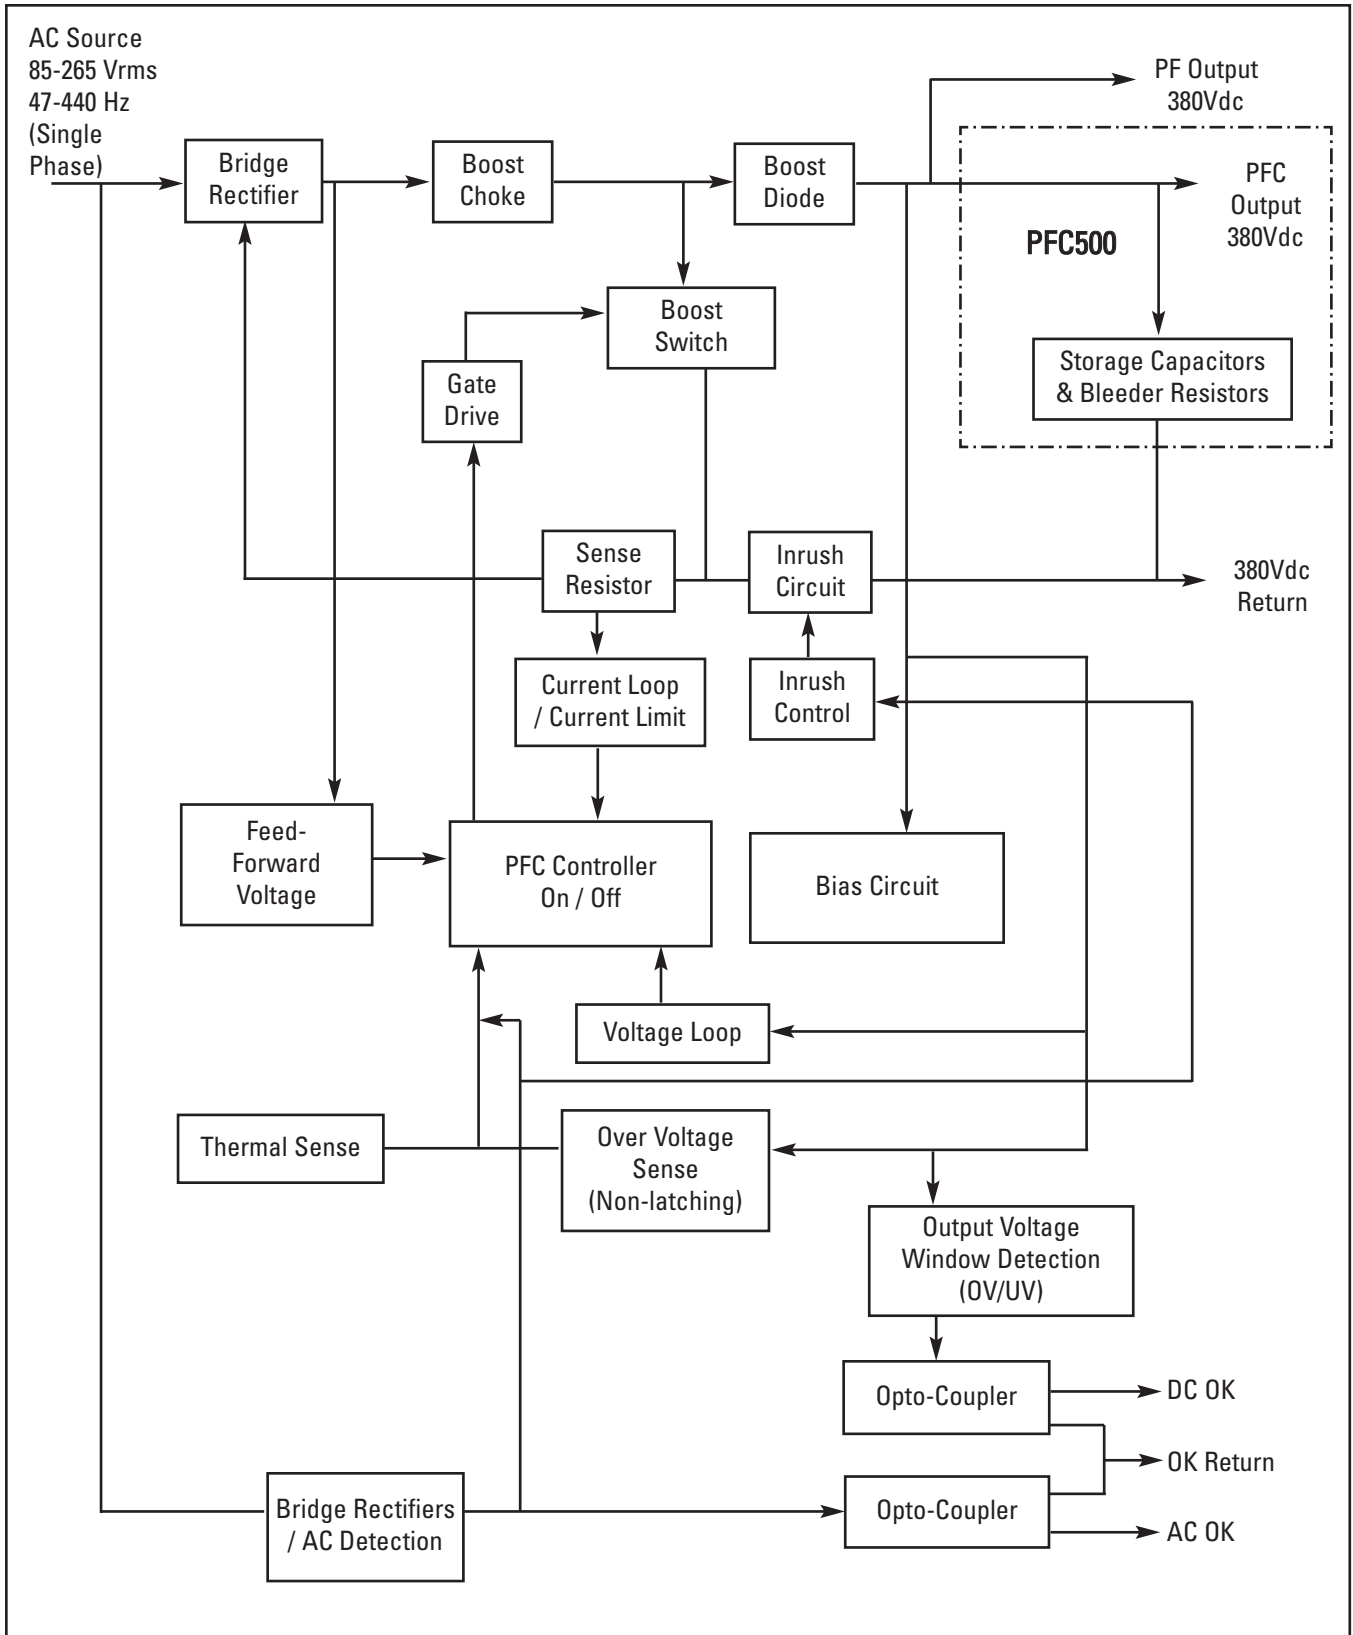 AC Source
85-265 Vrms
47-440 Hz
(Single
Phase)
PF Output
380Vdc
Bridge
Rectifier
Boost
Choke
Boost
Diode
PFC
Output
380Vdc
PFC500
Boost
Switch
Storage Capacitors
& Bleeder Resistors
Gate
Drive
Sense
Resistor
Inrush
Circuit
380Vdc
Return
Current Loop
/ Current Limit
Inrush
Control
Feed-
Forward
Voltage
PFC Controller
On / Off
Bias Circuit
Voltage Loop
Thermal Sense
Over Voltage
Sense
(Non-latching)
Output Voltage
Window Detection
(OV/UV)
Opto-Coupler
DC OK
OK Return
Bridge Rectifiers
/ AC Detection
Opto-Coupler
AC OK